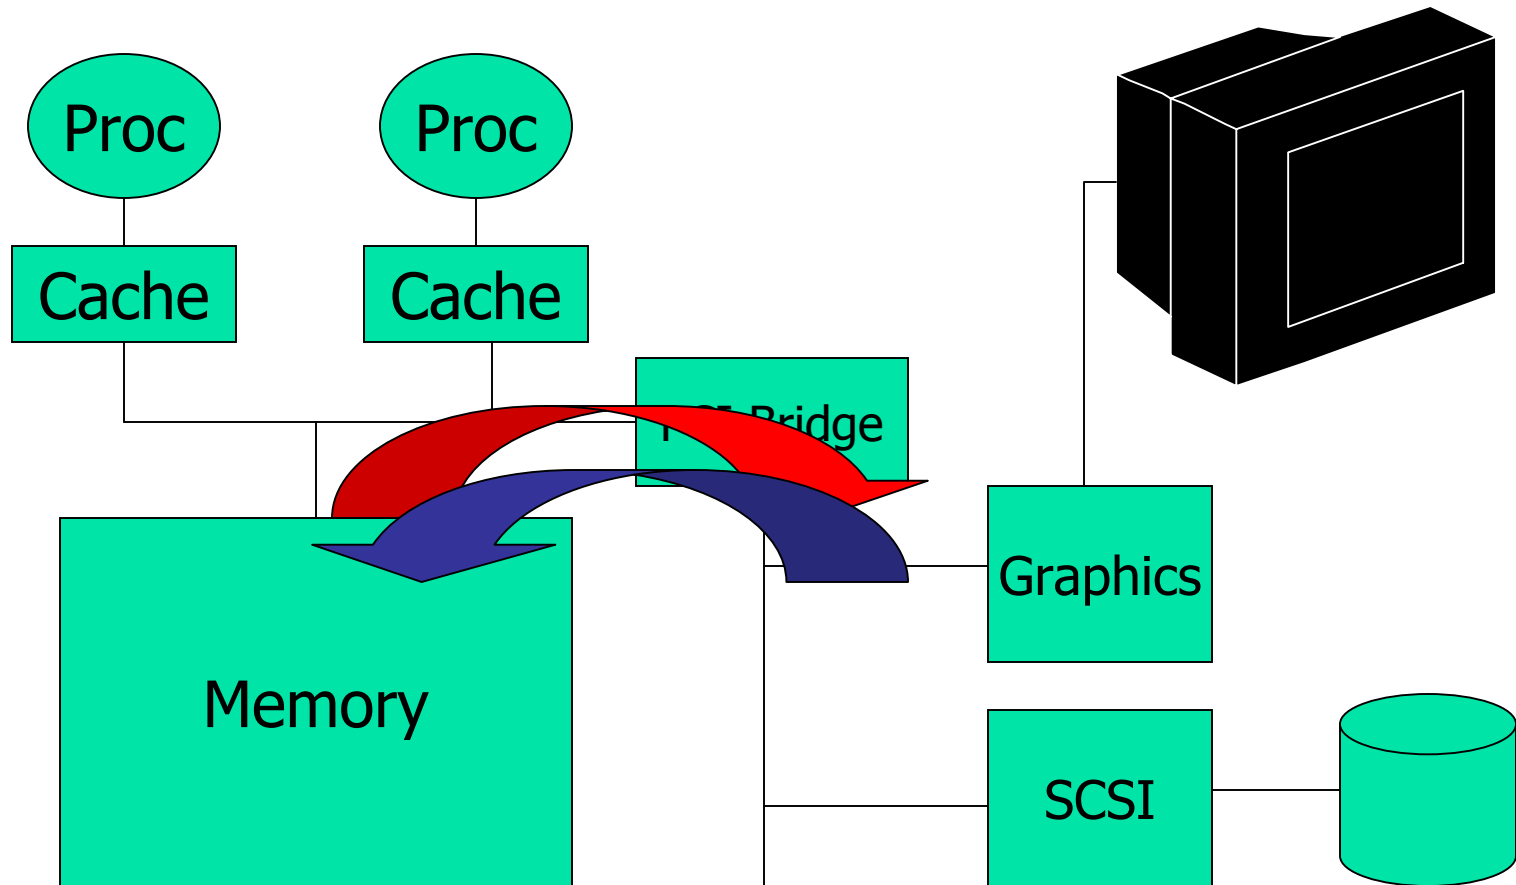 Proc
Proc
Cache
Cache
Bridge
Graphics
Memory
SCSI